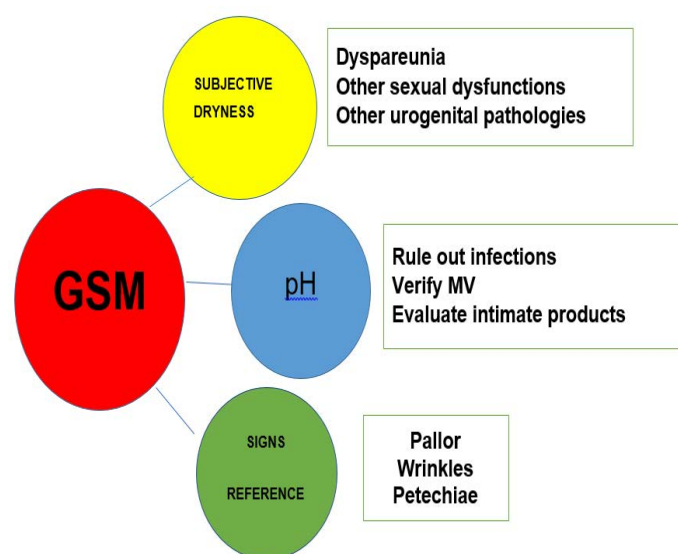 SUBJECTIVE
DRYNESS
Dyspareunia
Other sexual dysfunctions
Other urogenital pathologies
GSM
pH
Rule out infections
Verify MV
Evaluate intimate products
SIGNS
REFERENCE
Pallor
Wrinkles
Petechiae